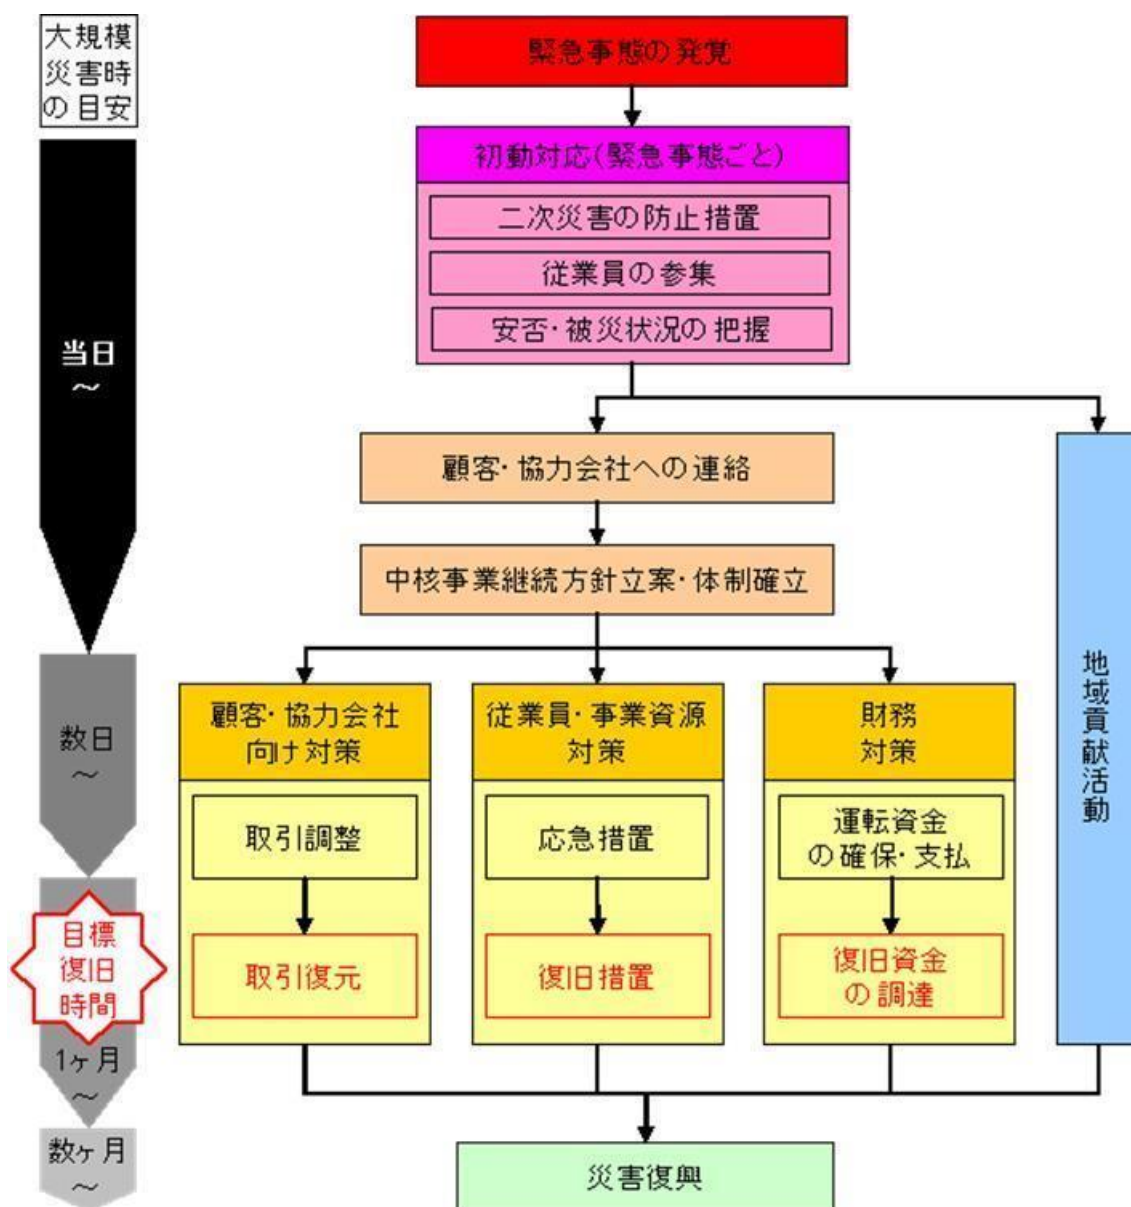 大規模
災害時
の目安
緊急事態の発覚
初動対応(緊急事態ごと)
二次災害の防止措置
従業員の参集
安否・被災状況の把握
当日
～
顧客・協力会社への連絡
中核事業継続方針立案・体制確立
地域貢献活動
数日
～
顧客・協力会社
向け対策
従業員・事業資源
対策
財務
対策
取引調整
応急措置
運転資金
の確保・支払
目標
復旧
時間
取引復元
復旧措置
復旧資金
の調達
1ヶ月
～
数ヶ月
～
災害復興